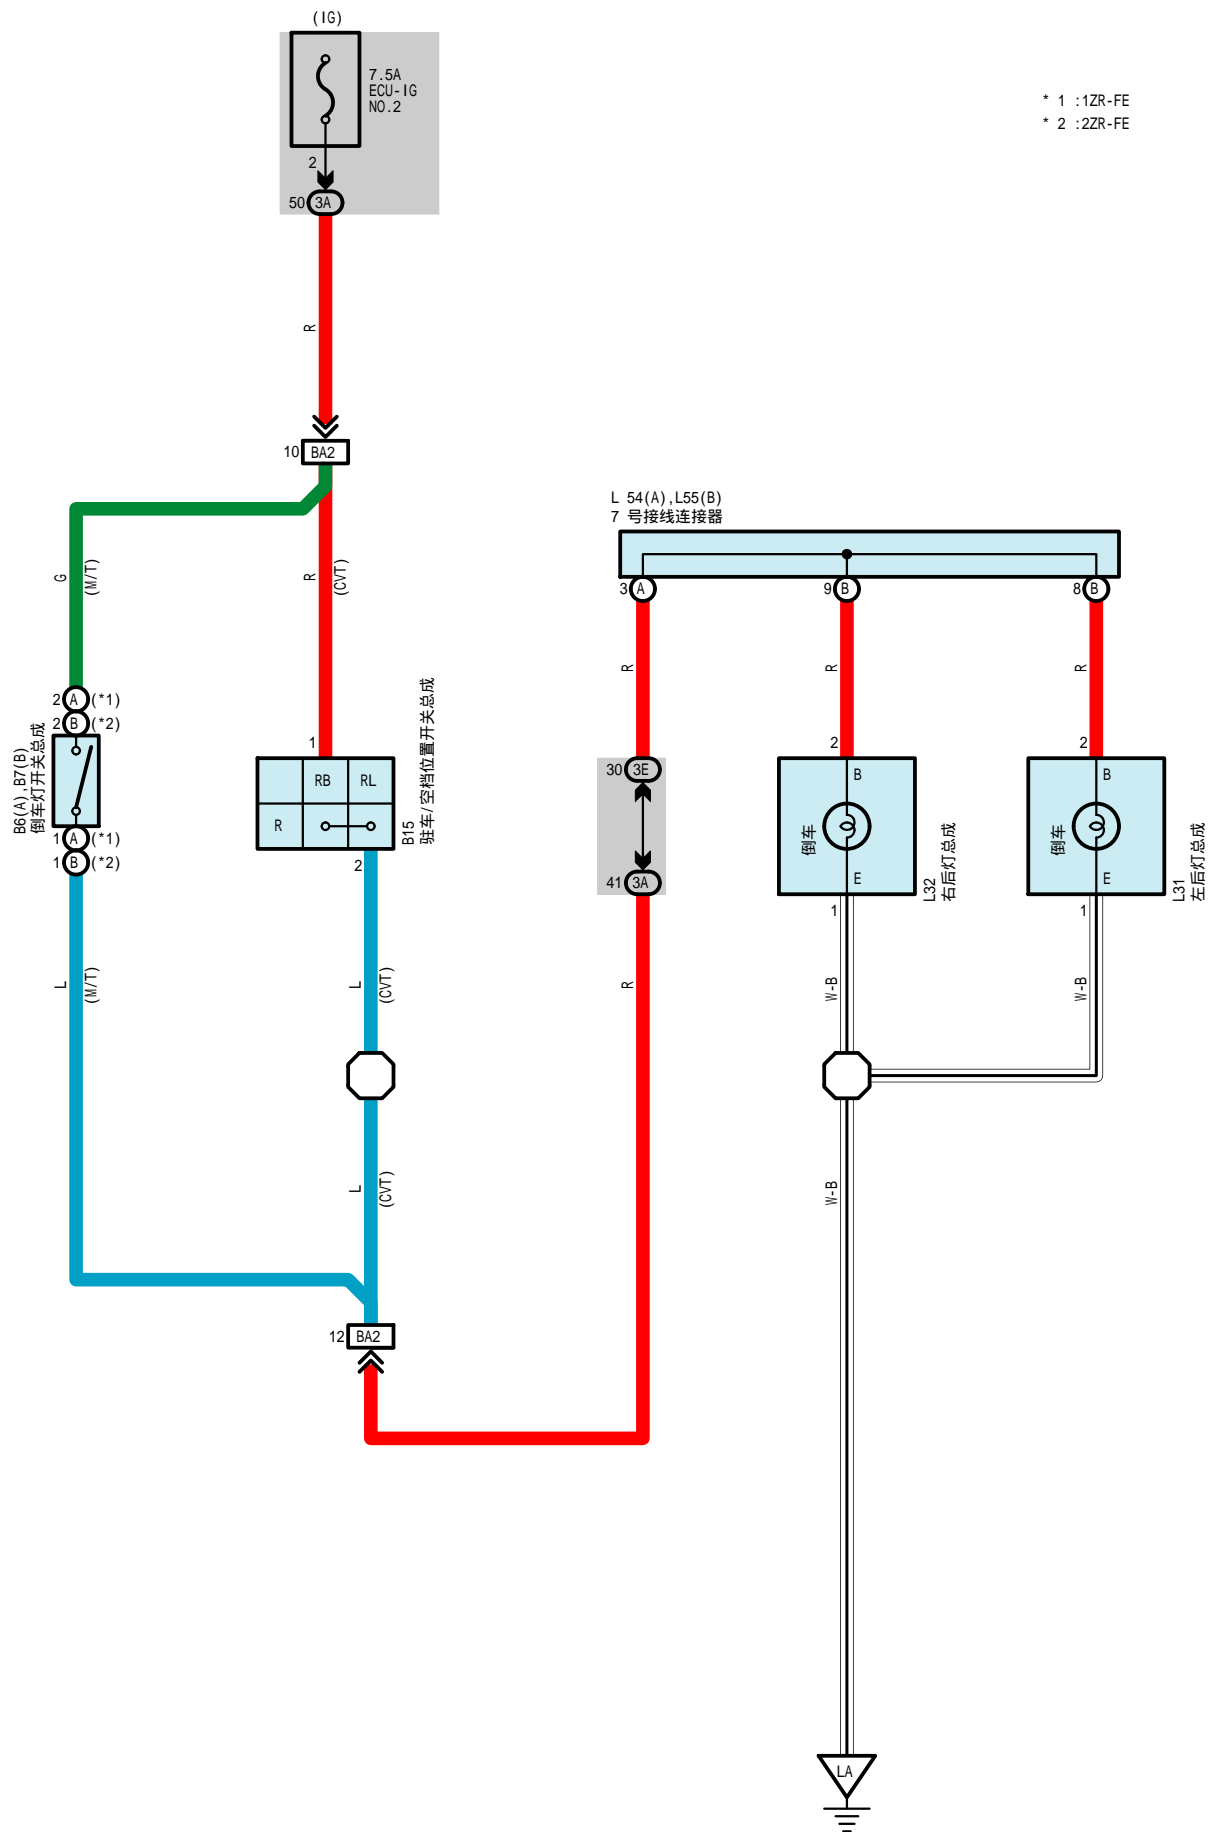 (IG)
7.5A
ECU-IG
NO.2
2
50 3A
* 1 :1ZR-FE
* 2 :2ZR-FE
R
10 BA2
G
(M/T)
R
(CVT)
L 54(A),L55(B)
7 号接线连接器
3 A
9 B
8 B
R
R
R
2 A (*1)
2 B (*2)
B6(A),B7(B)
倒车灯开关总成
1 A (*1)
1 B (*2)
1
RB RL
R
2
B15
驻车/空档位置开关总成
30 3E
41 3A
2
B
倒车
E
1
L32
右后灯总成
2
B
倒车
E
1
L31
左后灯总成
L
(M/T)
L
(CVT)
R
W-B
W-B
L
(CVT)
W-B
12 BA2
LA